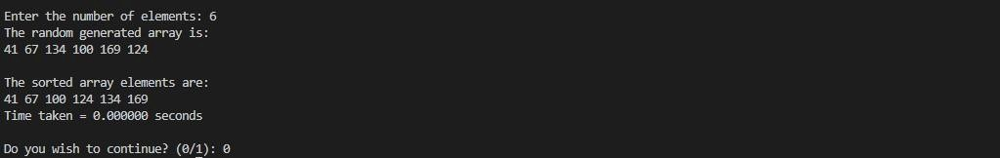 Enter the number of elements: 6
The random generated array is:
41 67 134 100 169 124
The sorted array elements are:
41 67 100 124 134 169
Time taken = 0.000000 seconds
Do you wish to continue? (0/1): 0